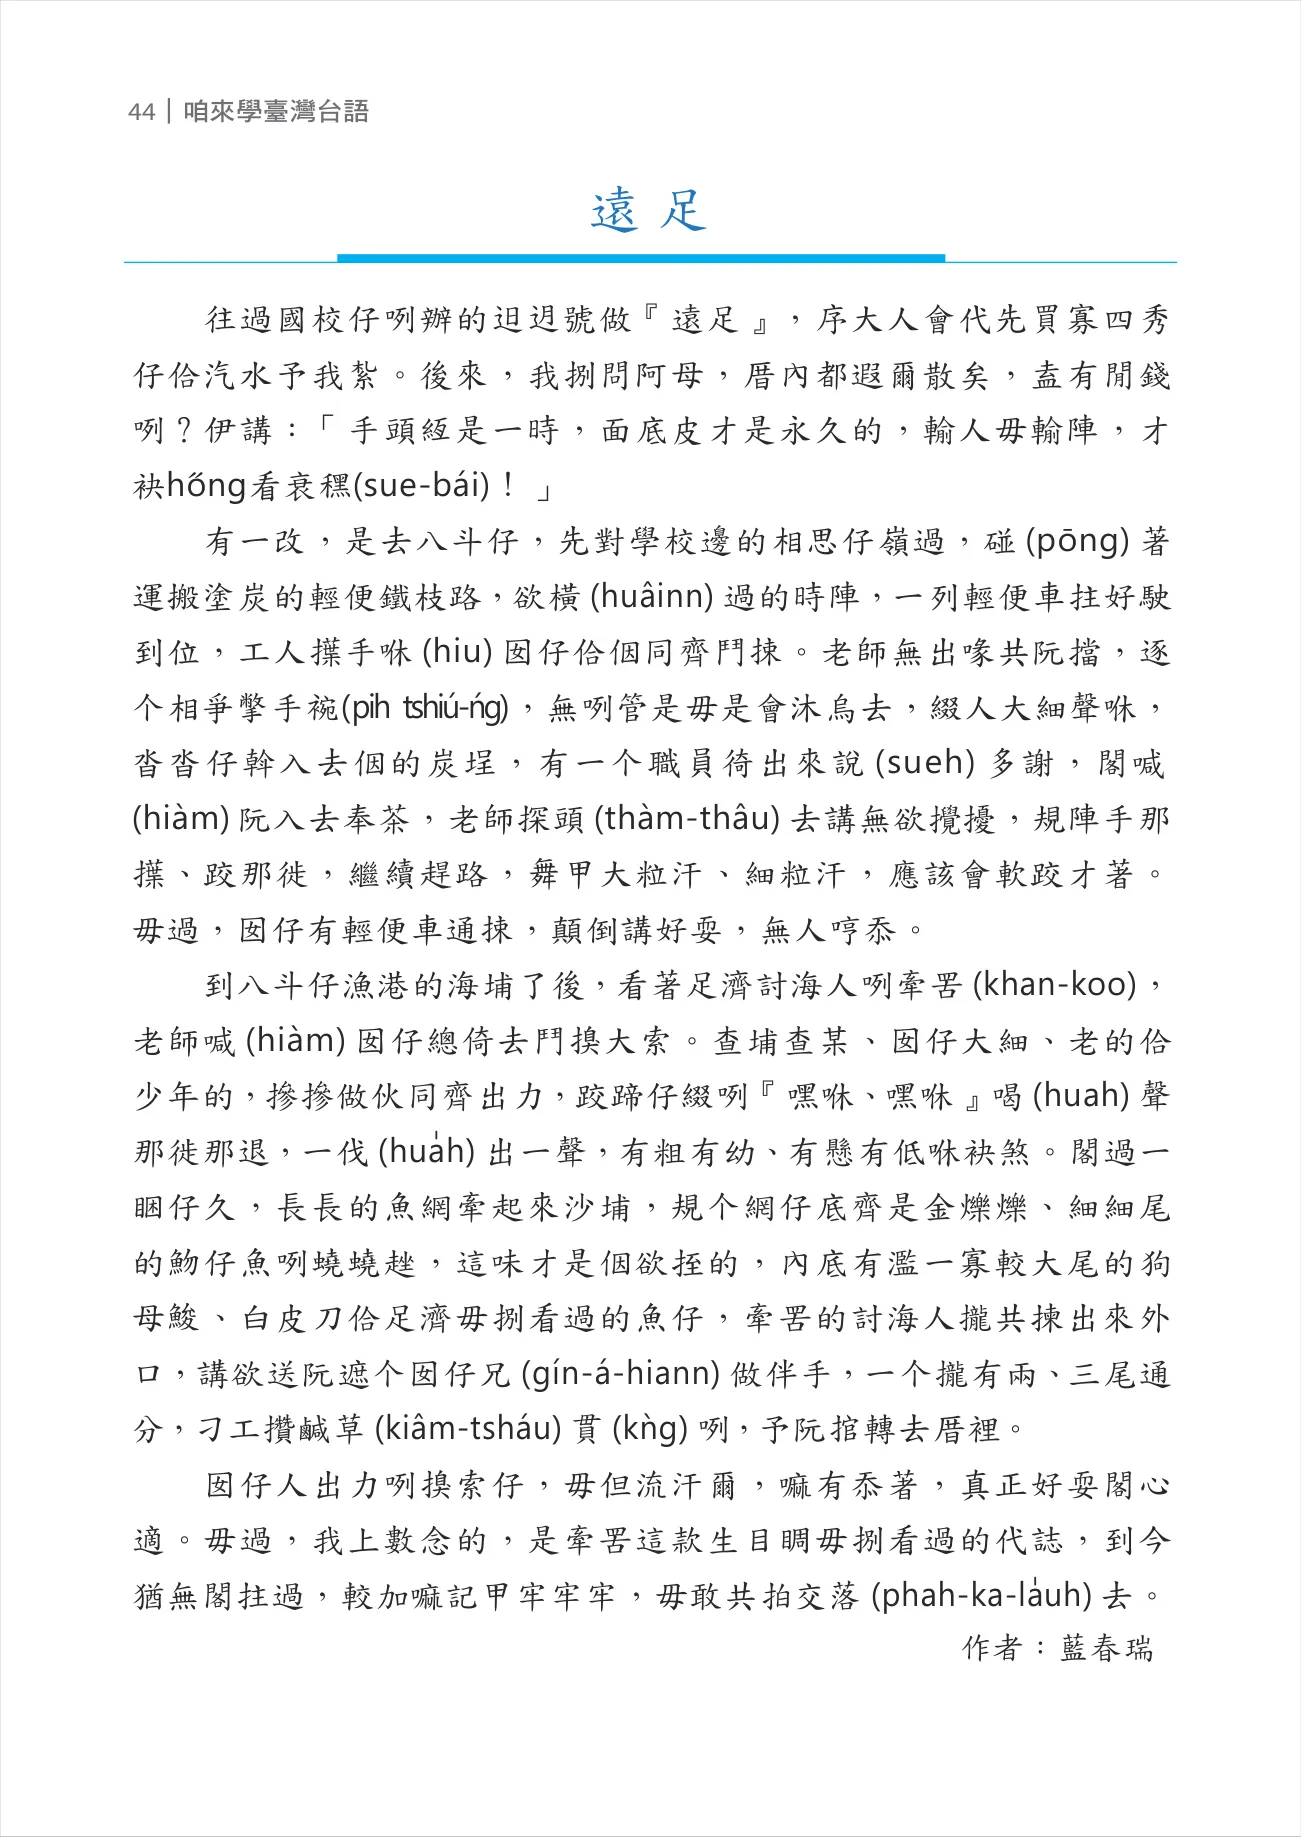 44｜咱來學臺灣台語
遠足
往過國校仔咧辦的𨑨迌號做『遠足』，序大人會代先買寡四秀
仔佮汽水予我紮。後來，我捌問阿母，厝內都遐爾散矣，盍有閒錢
咧？伊講：「手頭絚是一時，面底皮才是永久的，輸人毋輸陣，才
袂hőng看衰䆀(sue-bái)！」
有一改，是去八斗仔，先對學校邊的相思仔嶺過，碰(pōng)著
運搬塗炭的輕便鐵枝路，欲橫(huâinn)過的時陣，一列輕便車拄好駛
到位，工人擛手咻(hiu)囡仔佮𪜶同齊鬥捒。老師無出喙共阮擋，逐
个相爭撆手䘼(pih tshiú-ńg)，無咧管是毋是會沐烏去，綴人大細聲咻，
沓沓仔斡入去𪜶的炭埕，有一个職員待出來說(sueh)多謝，閣喊
(hiàm)阮入去奉茶，老師探頭(thàm-thâu)去講無欲攪擾，規陣手那
擛、跤那徙，繼續趕路，舞甲大粒汗、細粒汗，應該會軟跤才著。
毋過，囡仔有輕便車通捒，顛倒講好耍，無人哼忝。
到八斗仔漁港的海埔了後，看著足濟討海人咧牽罟(khan-koo)，
老師喊(hiàm)囡仔總倚去鬥摸大索。查埔查某、囡仔大細、老的佮
少年的，摻摻做伙同齊出力，跤蹄仔綴咧『嘿咻、嘿咻』喝(huah)聲
那徙那退，一伐(hua̍h)出一聲，有粗有幼、有懸有低咻袂煞。閣過一
睏仔久，長長的魚網牽起來沙埔，規个網仔底齊是金爍爍、細細尾
的魩仔魚咧蟯蟯趖，這味才是𪜶欲挃的，內底有濫一寡較大尾的狗
母鮻、白皮刀佮足濟毋捌看過的魚仔，牽罟的討海人攏共揀出來外
口，講欲送阮遮个囡仔兄(gín-á-hiann)做伴手，一个攏有兩、三尾通
分，刁工攢鹹草(kiâm-tsháu)貫(kǹg)咧，予阮捾轉去厝裡。
囡仔人出力咧摸索仔，毋但流汗爾，嘛有忝著，真正好耍閣心
適。毋過，我上數念的，是牽罟這款生目睭毋捌看過的代誌，到今
猶無閣拄過，較加嘛記甲牢牢牢，毋敢共拍交落(phah-ka-la̍uh)去。
作者：藍春瑞